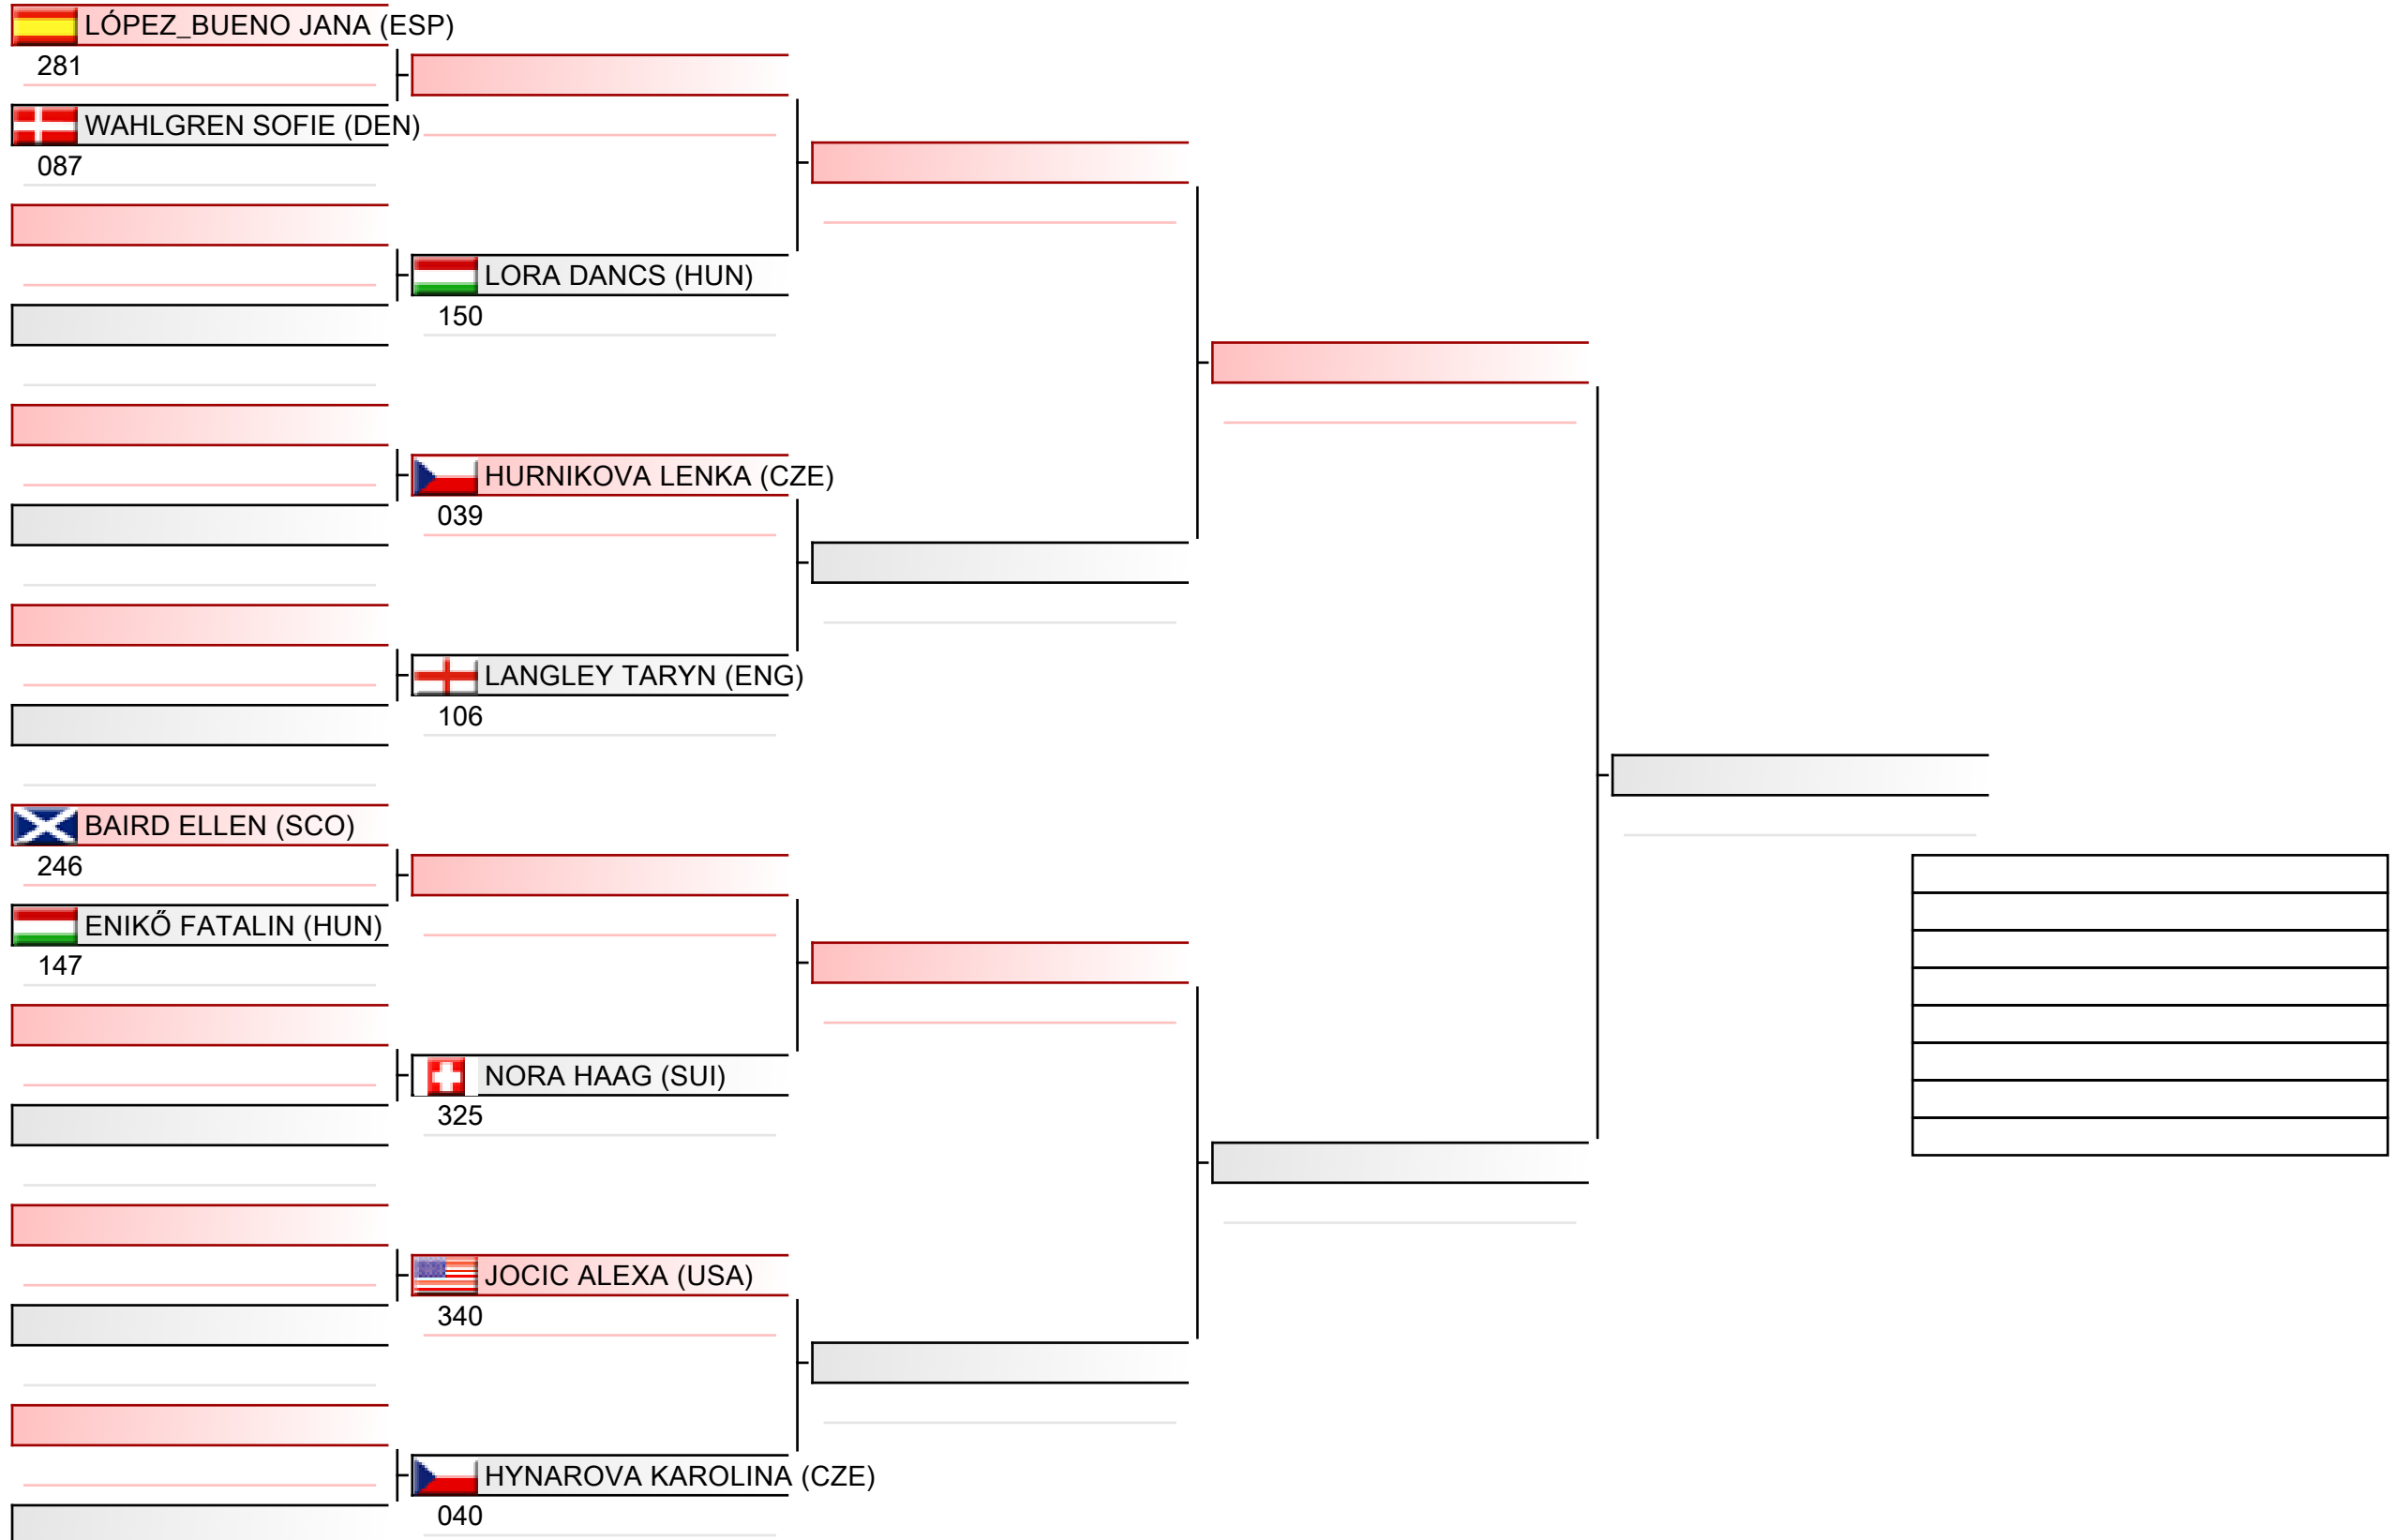 LÓPEZ_BUENO JANA (ESP)
281
WAHLGREN SOFIE (DEN)
087
LORA DANCS (HUN)
150
HURNIKOVA LENKA (CZE)
039
LANGLEY TARYN (ENG)
106
BAIRD ELLEN (SCO)
246
ENIKŐ FATALIN (HUN)
147
NORA HAAG (SUI)
325
JOCIC ALEXA (USA)
340
HYNAROVA KAROLINA (CZE)
040